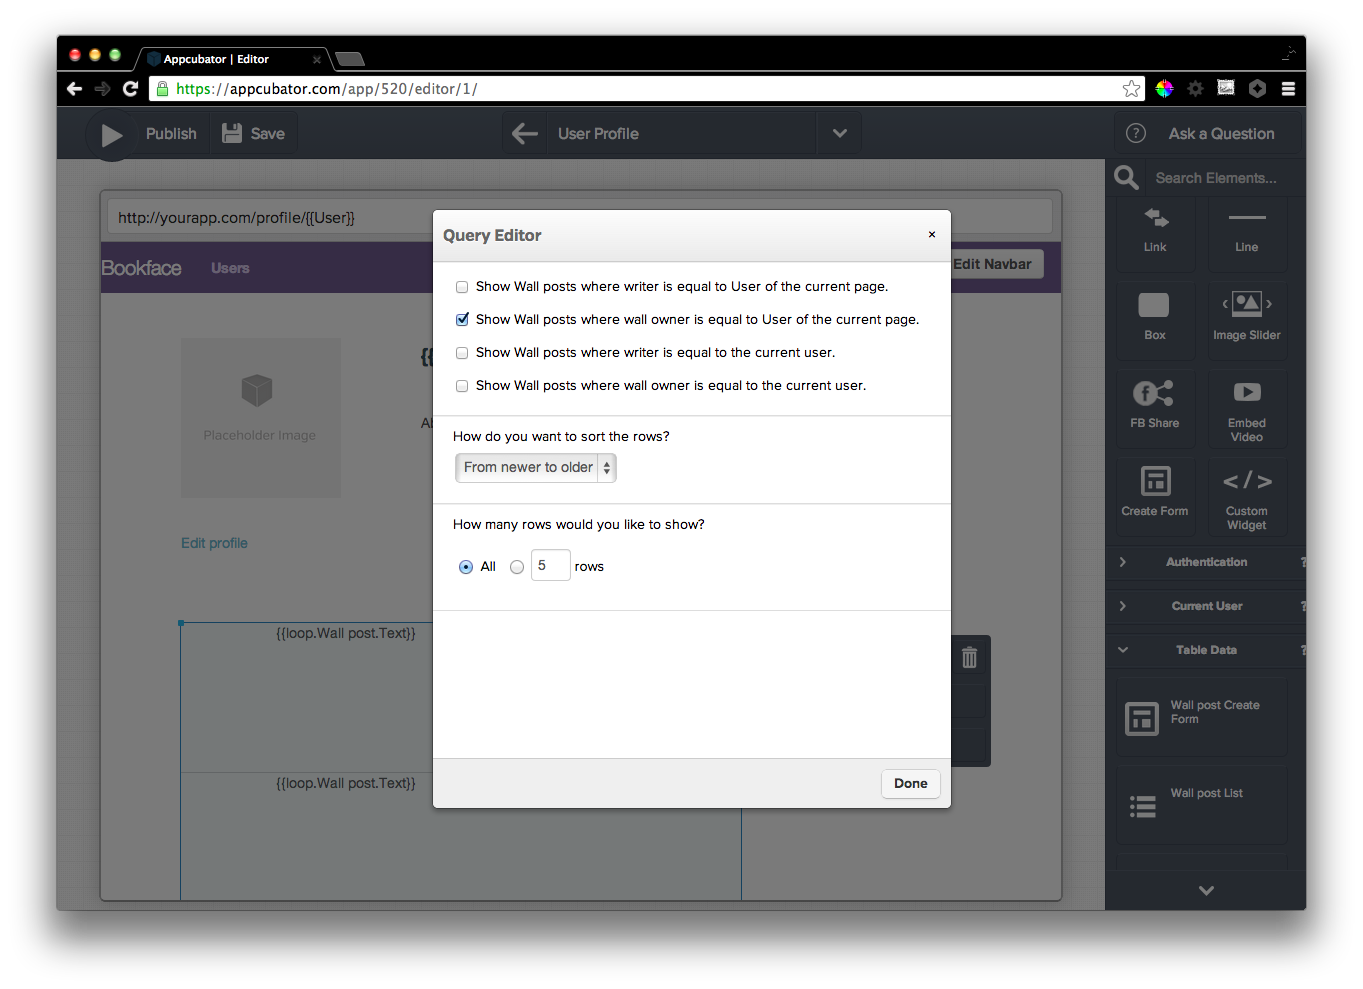 Appcubator | Editor
https://appcubator.com/app/520/editor/1/
Publish
Save
User Profile
? Ask a Question
Search Elements...
http://yourapp.com/profile/{{User}}
Query Editor
×
Link
Line
Bookface
Users
Edit Navbar
Show Wall posts where writer is equal to User of the current page.
Show Wall posts where wall owner is equal to User of the current page.
Show Wall posts where writer is equal to the current user.
Show Wall posts where wall owner is equal to the current user.
Box
Image Slider
Placeholder Image
{{
FB Share
Embed
Video
How do you want to sort the rows?
From newer to older
Create Form
Custom
Widget
How many rows would you like to show?
All
5
rows
Edit profile
Authentication
?
Current User
?
Table Data
?
{{loop.Wall post.Text}}
{{loop.Wall post.Text}}
Wall post Create
Form
Wall post List
Done